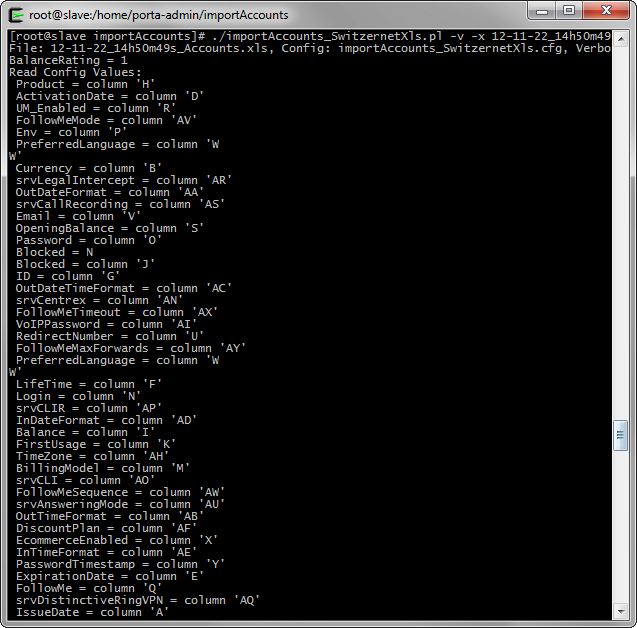 root@slave:/home/porta-admin/importAccounts
[root@slave importAccounts]# ./importAccounts_SwitzernetXls.pl -v -x 12-11-22_14h50m49
File: 12-11-22_14h50m49s_Accounts.xls, Config: importAccounts_SwitzernetXls.cfg, Verbo
BalanceRating = 1
Read Config Values:
Product = column 'H'
ActivationDate = column 'D'
UM_Enabled = column 'R'
FollowMeMode = column 'AV'
Env = column 'P'
PreferredLanguage = column 'W
W'
Currency = column 'B'
srvLegalIntercept = column 'AR'
OutDateFormat = column 'AA'
srvCallRecording = column 'AS'
Email = column 'V'
OpeningBalance = column 'S'
Password = column 'O'
Blocked = N
Blocked = column 'J'
ID = column 'G'
OutDateTimeFormat = column 'AC'
srvCentrex = column 'AN'
FollowMeTimeout = column 'AX'
VoIPPassword = column 'AI'
RedirectNumber = column 'U'
FollowMeMaxForwards = column 'AY'
PreferredLanguage = column 'W
W'
LifeTime = column 'F'
Login = column 'N'
srvCLIR = column 'AP'
InDateFormat = column 'AD'
Balance = column 'I'
FirstUsage = column 'K'
TimeZone = column 'AH'
BillingModel = column 'M'
srvCLI = column 'AO'
FollowMeSequence = column 'AW'
srvAnsweringMode = column 'AU'
OutTimeFormat = column 'AB'
DiscountPlan = column 'AF'
EcommerceEnabled = column 'X'
InTimeFormat = column 'AE'
PasswordTimestamp = column 'Y'
ExpirationDate = column 'E'
FollowMe = column 'Q'
srvDistinctiveRingVPN = column 'AQ'
IssueDate = column 'A'